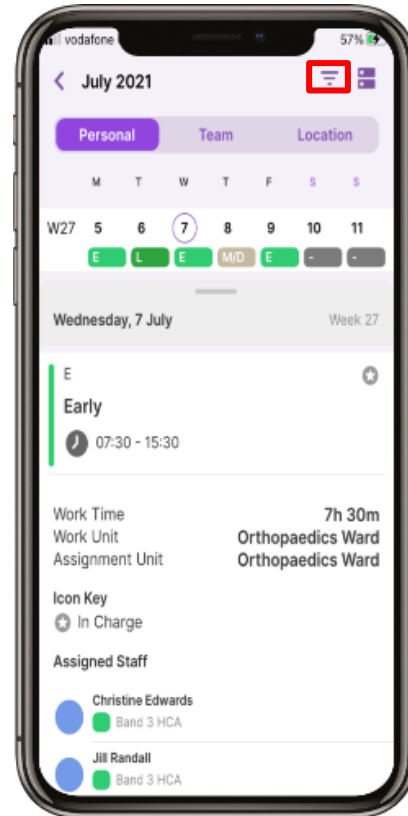 vodafone 57%
July 2021
Personal Team Location
M T W T F S S
W27 5 6 7 8 9 10 11
E L E M/D E - -
Wednesday, 7 July Week 27
E
Early
07:30 - 15:30
Work Time 7h 30m
Work Unit Orthopaedics Ward
Assignment Unit Orthopaedics Ward
Icon Key
In Charge
Assigned Staff
Christine Edwards
Band 3 HCA
Jill Randall
Band 3 HCA